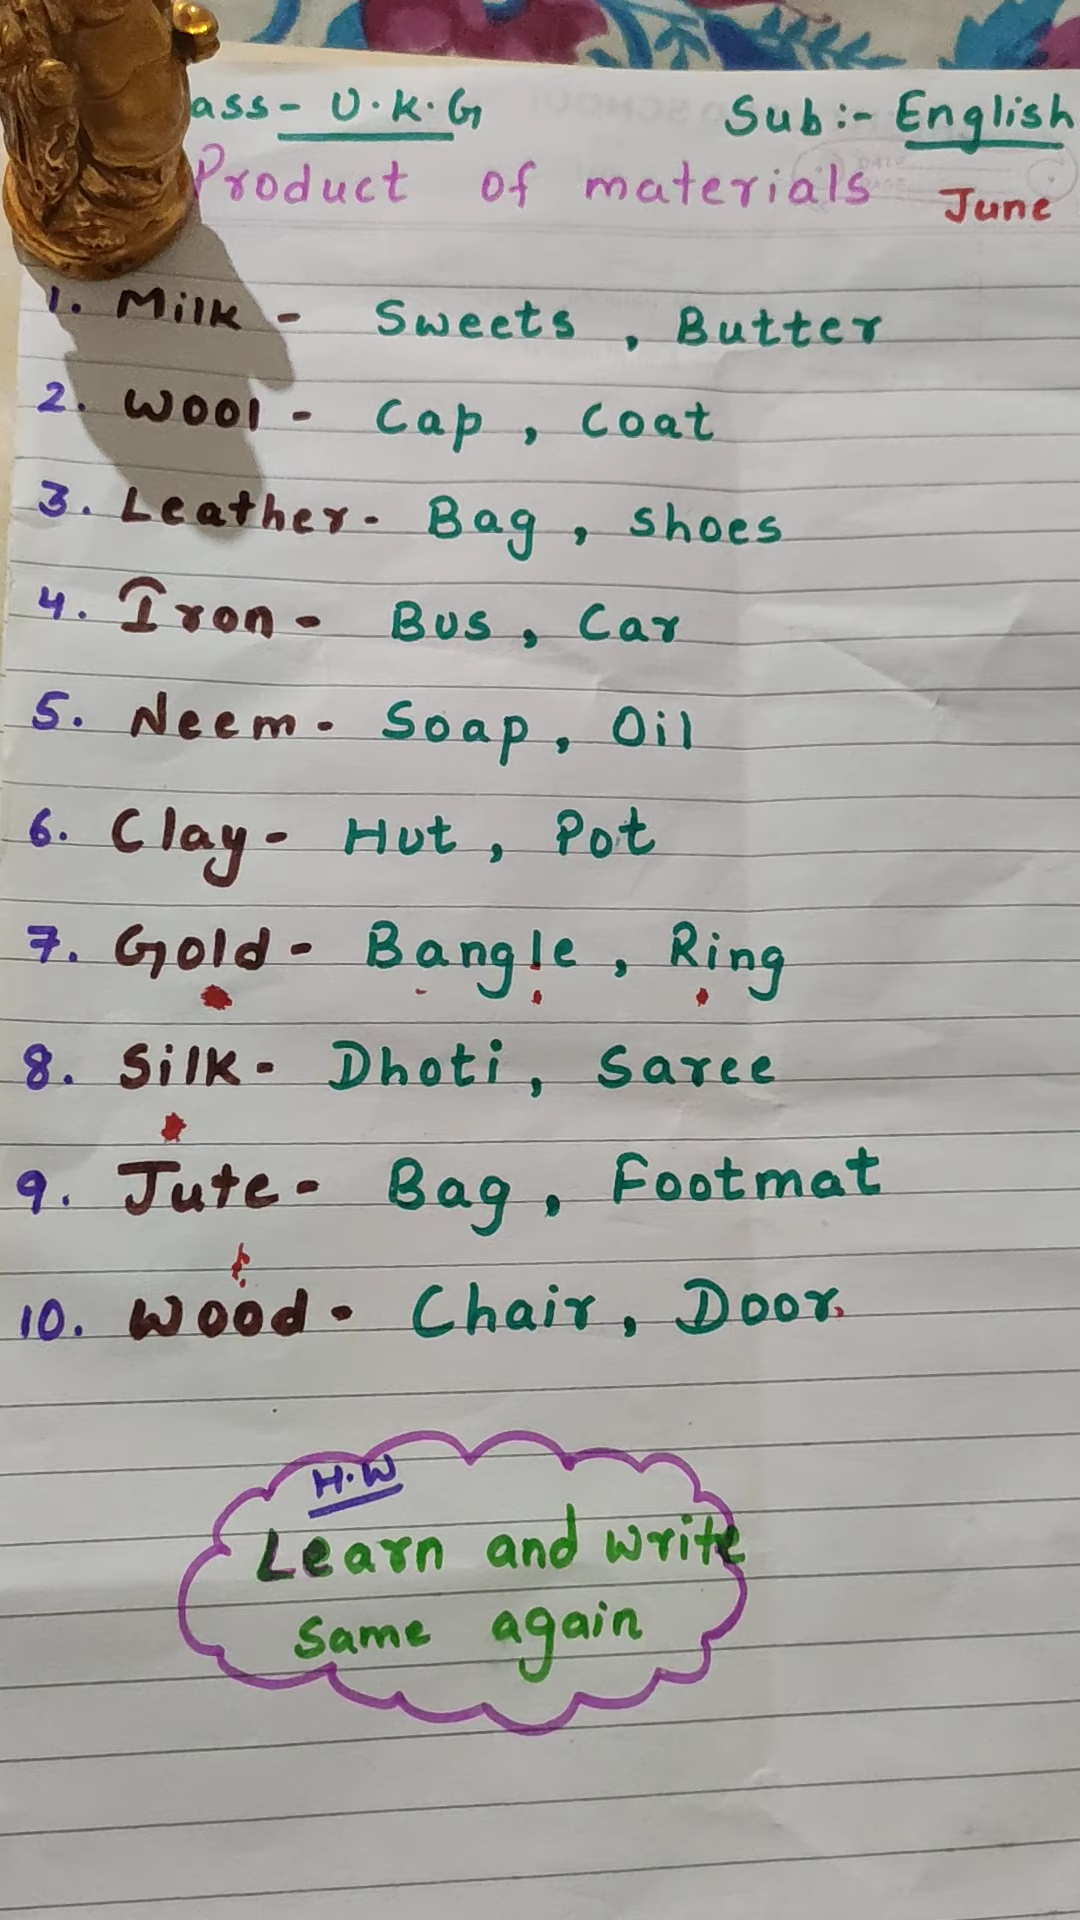 ass- U.K.G Sub:- English
Product of materials June
1. Milk - Sweets, Butter
2. Wool - Cap, Coat
3. Leather - Bag, Shoes
4. Iron - Bus, Car
5. Neem - Soap, Oil
6. Clay - Hut, Pot
7. Gold - Bangle, Ring
8. Silk - Dhoti, Saree
9. Jute - Bag, Footmat
10. Wood - Chair, Door.
H.W
Learn and write
same again